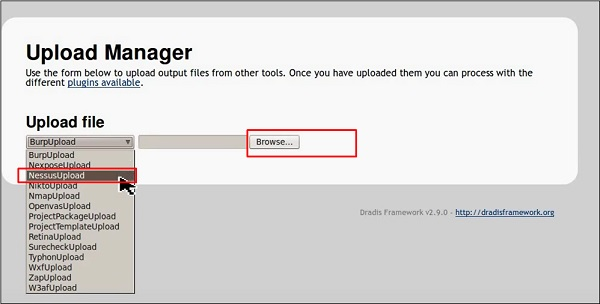 Upload Manager
Use the form below to upload output files from other tools. Once you have uploaded them you can process with the
different plugins available.
Upload file
BurpUpload
Browse...
BurpUpload
NexposeUpload
NessusUpload
NiktoUpload
NmapUpload
OpenvasUpload
ProjectPackageUpload
ProjectTemplateUpload
RetinaUpload
SurecheckUpload
TyphonUpload
WxfUpload
ZapUpload
W3afUpload
Dradis Framework v2.9.0 - http://dradisframework.org